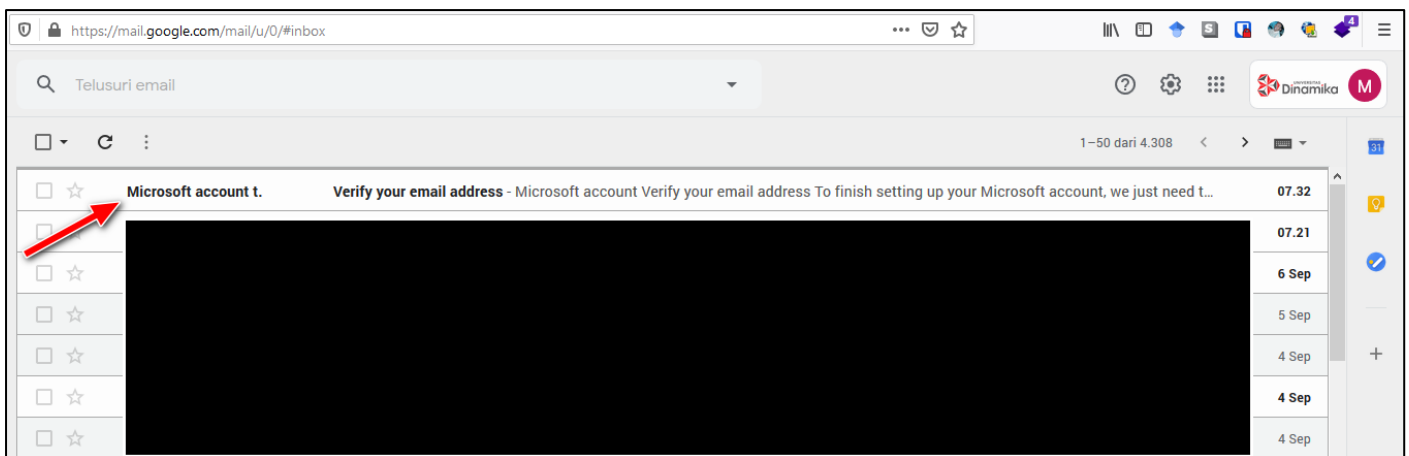 https://mail.google.com/mail/u/0/#inbox
4
Telusuri email
UNIVERSITAS Dinamika M
1–50 dari 4.308
31
Microsoft account t. Verify your email address - Microsoft account Verify your email address To finish setting up your Microsoft account, we just need t... 07.32
07.21
6 Sep
5 Sep
4 Sep
4 Sep
4 Sep